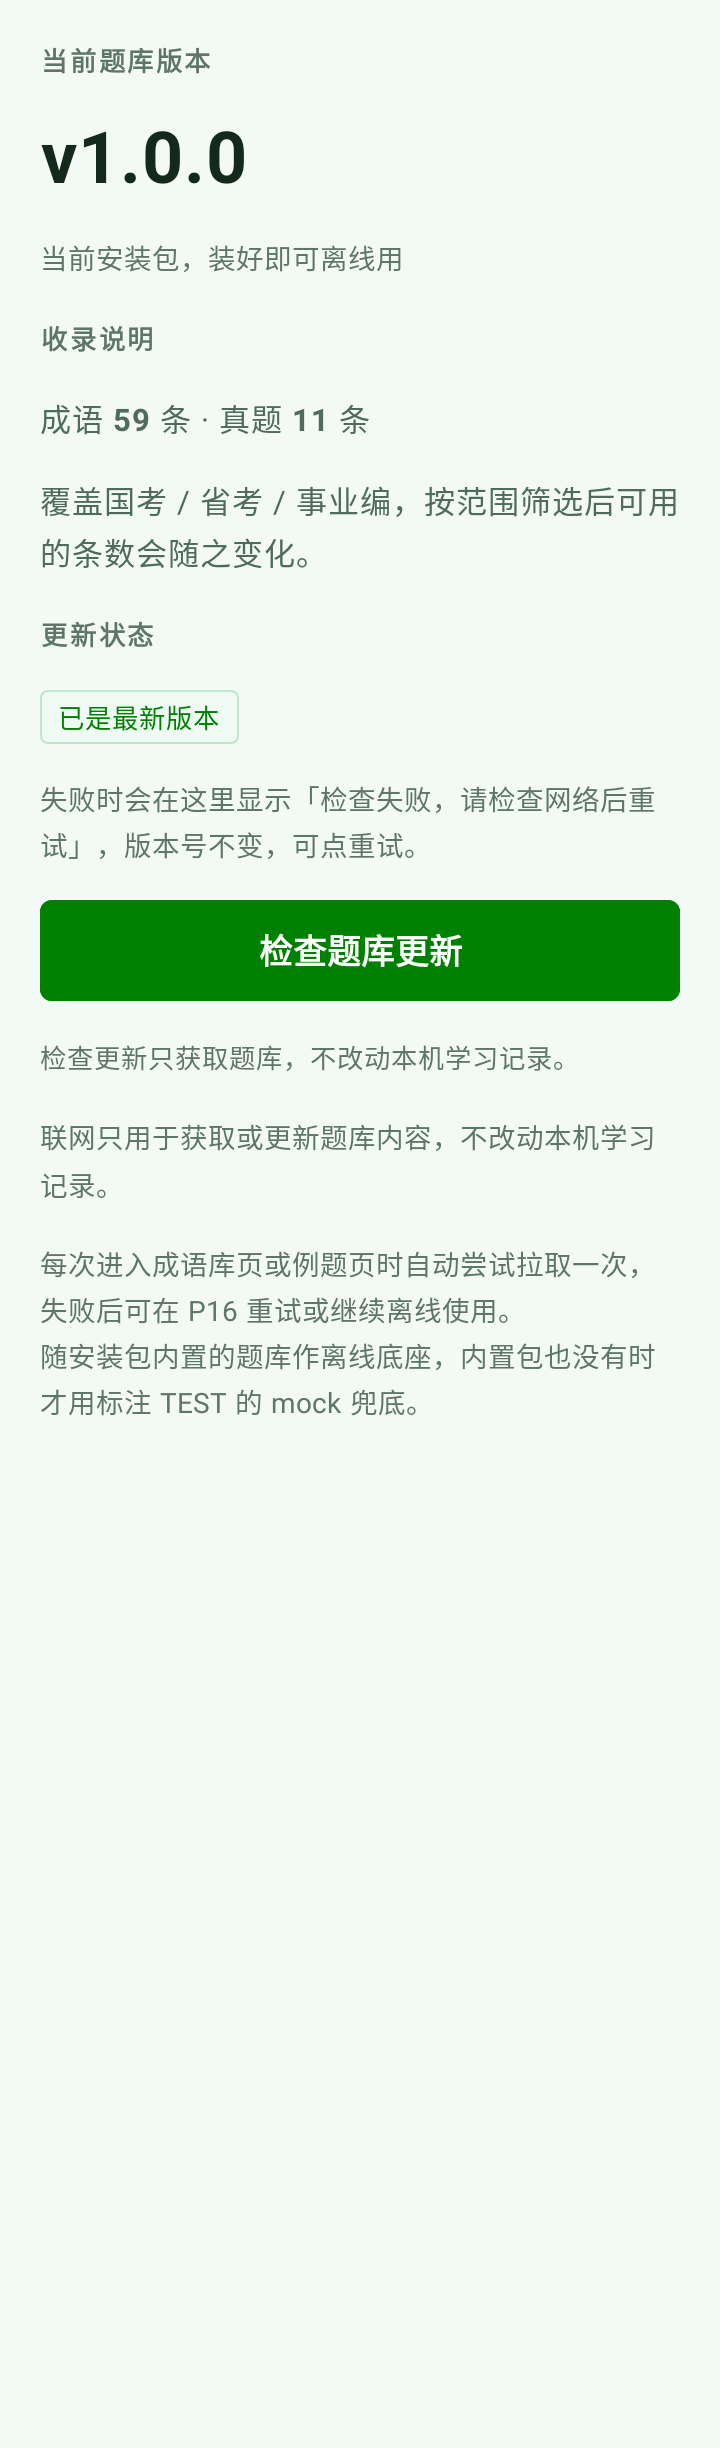 当前题库版本
v1.0.0
当前安装包，装好即可离线用
收录说明
成语 59 条 · 真题 11 条
覆盖国考 / 省考 / 事业编，按范围筛选后可用
的条数会随之变化。
更新状态
已是最新版本
失败时会在这里显示「检查失败，请检查网络后重
试」，版本号不变，可点重试。
检查题库更新
检查更新只获取题库，不改动本机学习记录。
联网只用于获取或更新题库内容，不改动本机学习
记录。
每次进入成语库页或例题页时自动尝试拉取一次，
失败后可在 P16 重试或继续离线使用。
随安装包内置的题库作离线底座，内置包也没有时
才用标注 TEST 的 mock 兜底。